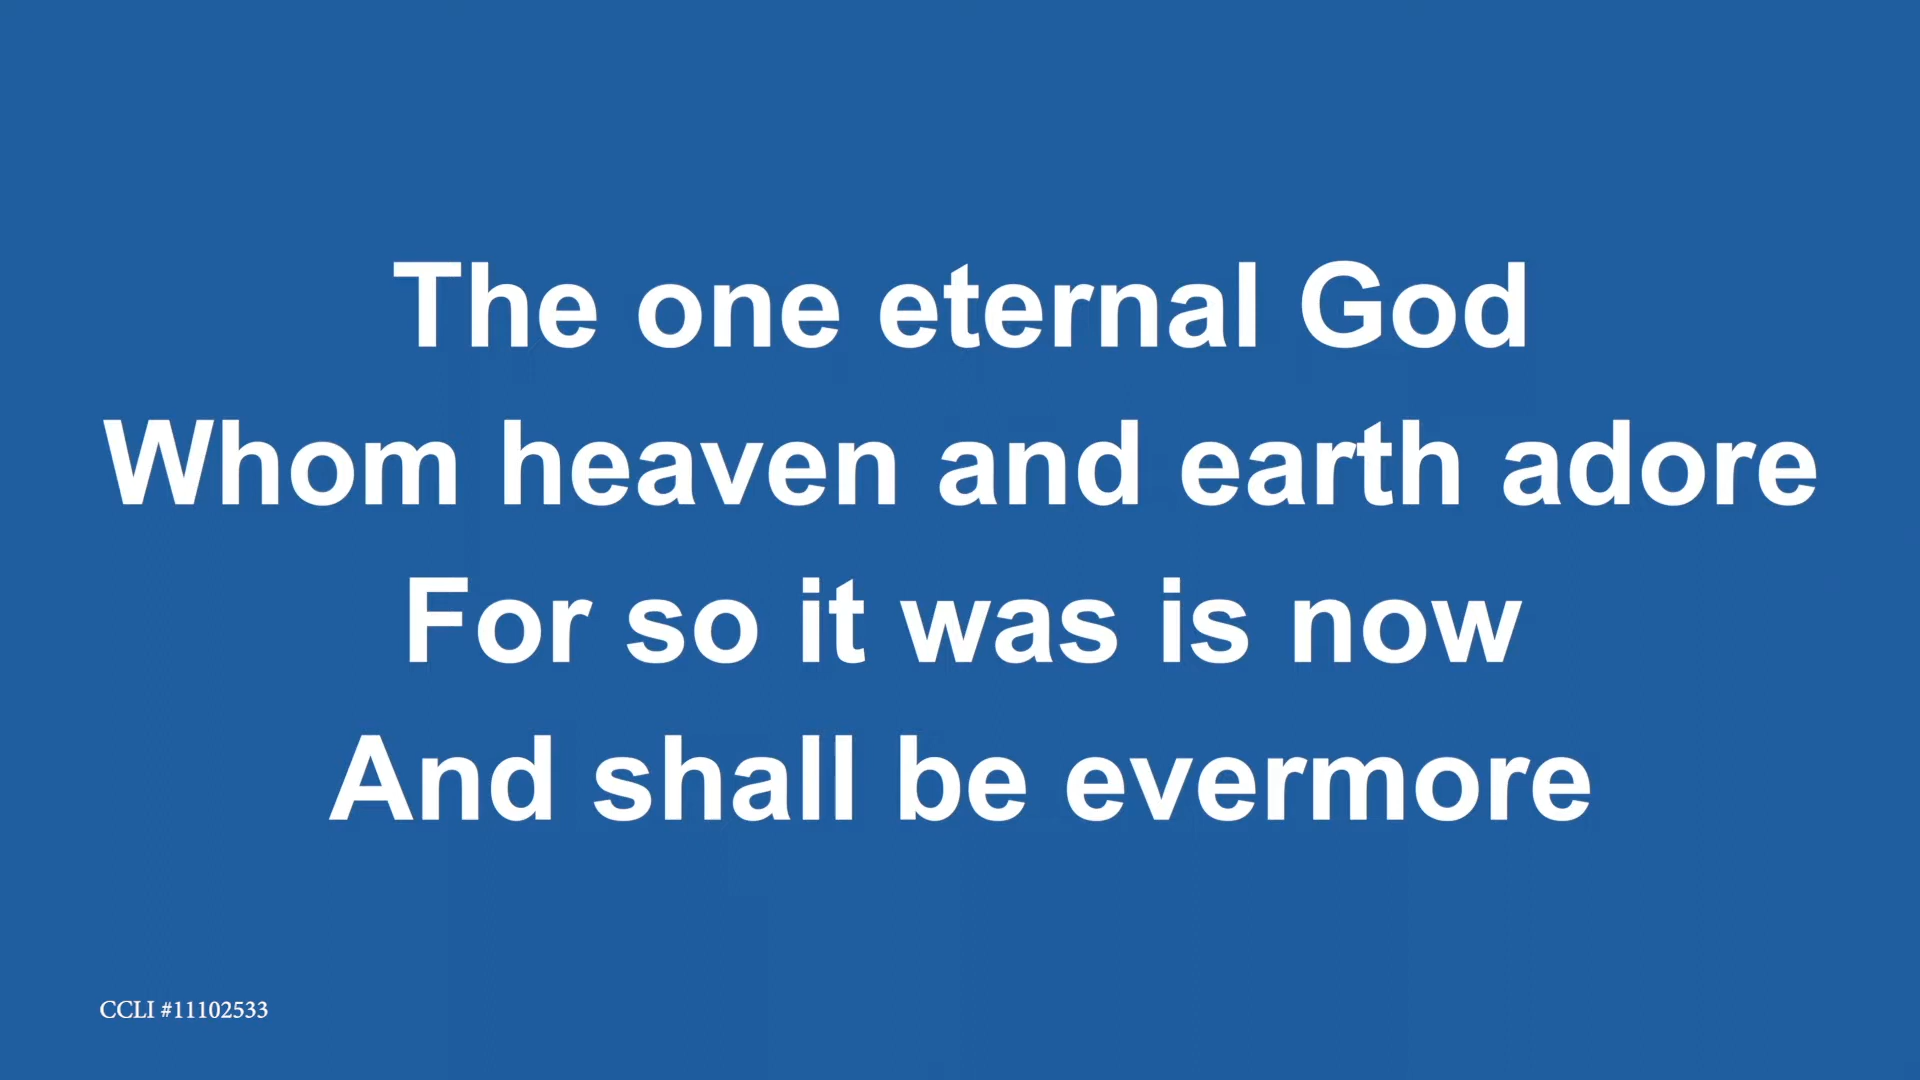 The one eternal God
Whom heaven and earth adore
For so it was is now
And shall be evermore
CCLI #11102533